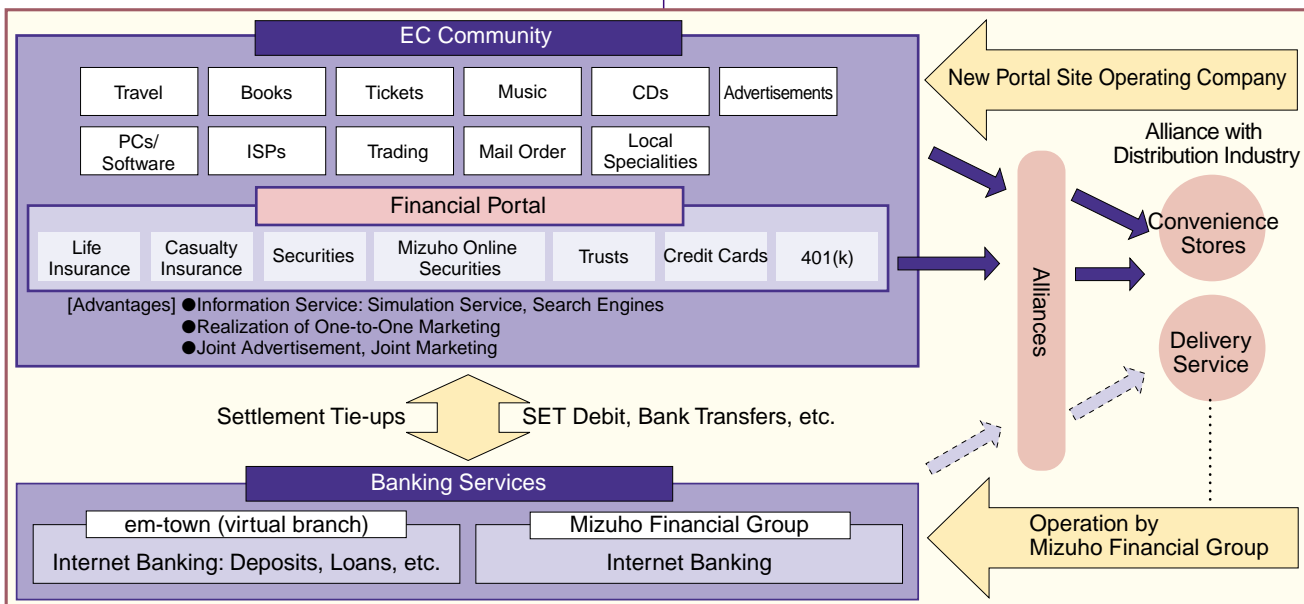 EC Community
Travel
Books
Tickets
Music
CDs
Advertisements
PCs/
Software
ISPs
Trading
Mail Order
Local
Specialities
Financial Portal
Life
Insurance
Casualty
Insurance
Securities
Mizuho Online
Securities
Trusts
Credit Cards
401(k)
[Advantages] ●Information Service: Simulation Service, Search Engines
●Realization of One-to-One Marketing
●Joint Advertisement, Joint Marketing
New Portal Site Operating Company
Alliance with
Distribution Industry
Alliances
Convenience
Stores
Delivery
Service
Settlement Tie-ups
SET Debit, Bank Transfers, etc.
Banking Services
em-town (virtual branch)
Internet Banking: Deposits, Loans, etc.
Mizuho Financial Group
Internet Banking
Operation by
Mizuho Financial Group